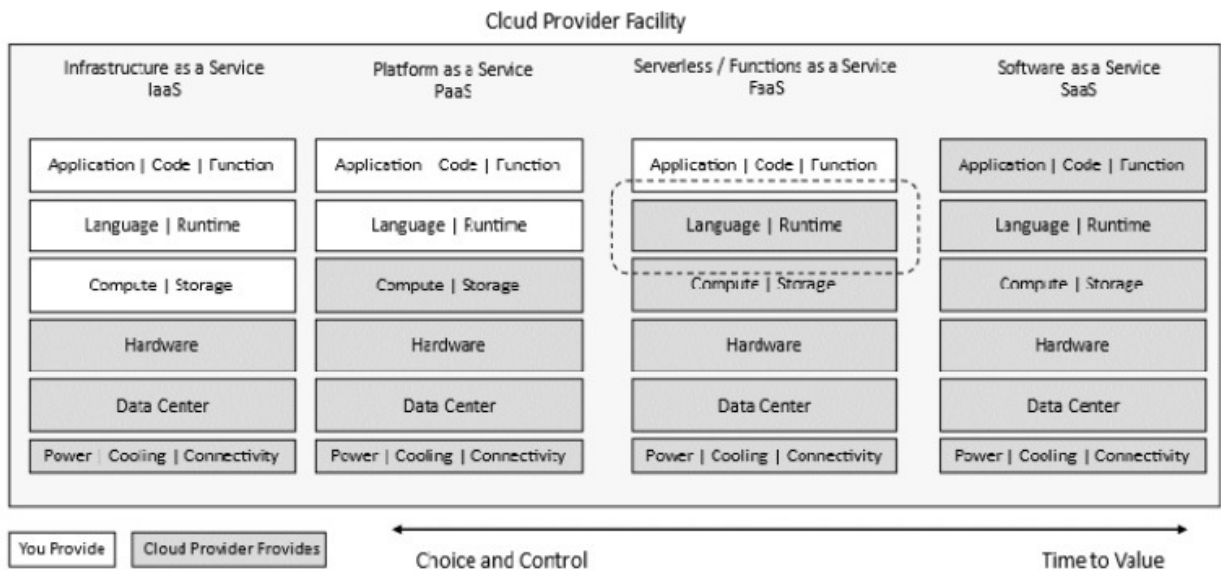 Cloud Provider Facility
Infrastructure as a Service
IaaS
Platform as a Service
PaaS
Serverless / Functions as a Service
FaaS
Software as a Service
SaaS
Application | Code | Function
Language | Runtime
Compute | Storage
Hardware
Data Center
Power | Cooling | Connectivity
Application Code | Function
Language | Runtime
Compute | Storage
Hardware
Data Center
Power | Cooling | Connectivity
Application | Code | Function
Language | Runtime
Compute | Storage
Hardware
Data Center
Power | Cooling | Connectivity
Application | Code | Function
Language | Runtime
Compute | Storage
Hardware
Data Center
Power | Cooling | Connectivity
You Provide
Cloud Provider Provides
Choice and Control
Time to Value